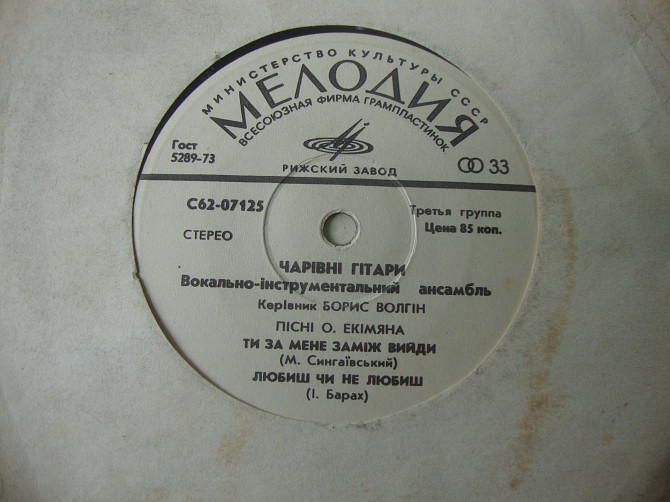 МИНИСТЕРСТВО КУЛЬТУРЫ СССР
МЕЛОДИЯ
ВСЕСОЮЗНАЯ ФИРМА ГРАМПЛАСТИНОК
Гост
5289-73
РИЖСКИЙ ЗАВОД
33
С62-07125
Третья группа
СТЕРЕО
Цена 85 коп.
ЧАРІВНІ ГІТАРИ
Вокально-інструментальний ансамбль
Керівник БОРИС ВОЛГІН
ПІСНІ О. ЕКІМЯНА
ТИ ЗА МЕНЕ ЗАМІЖ ВИЙДИ
(М. Сингаївський)
ЛЮБИШ ЧИ НЕ ЛЮБИШ
(І. Барах)